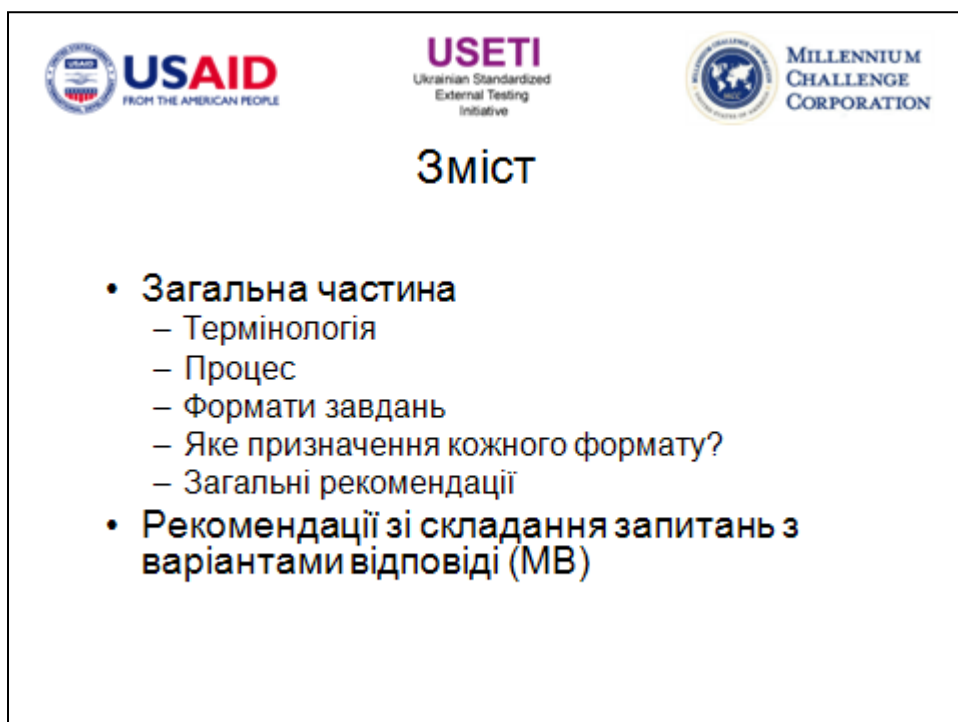 USAID
FROM THE AMERICAN PEOPLE
USETI
Ukrainian Standardized
External Testing
Initiative
MILLENNIUM
CHALLENGE
CORPORATION
Зміст
• Загальна частина
– Термінологія
– Процес
– Формати завдань
– Яке призначення кожного формату?
– Загальні рекомендації
• Рекомендації зі складання запитань з
варіантами відповіді (МВ)